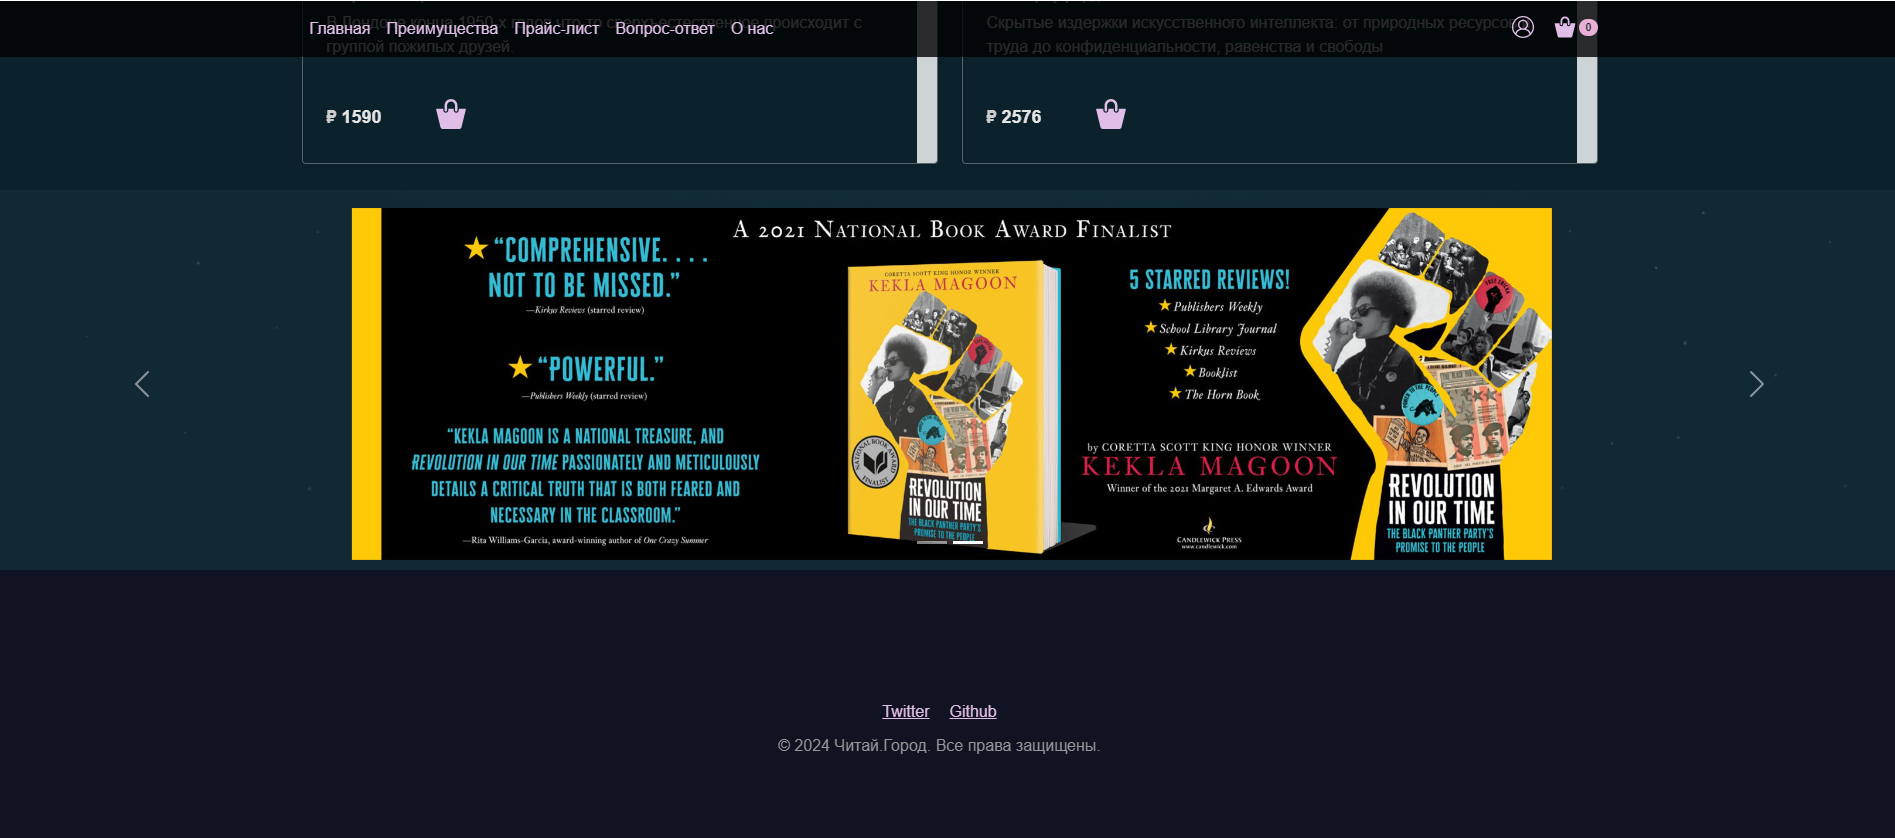 Главная Преимущества Прайс-лист Вопрос-ответ О нас
0
В Лондоне конца 1950-х годов что-то сверхъестественное происходит с
группой пожилых друзей.
Скрытые издержки искусственного интеллекта: от природных ресурсов
труда до конфиденциальности, равенства и свободы
₽ 1590
₽ 2576
A 2021 NATIONAL BOOK AWARD FINALIST
“COMPREHENSIVE. . . .
NOT TO BE MISSED.”
—Kirkus Reviews (starred review)
“POWERFUL.”
—Publishers Weekly (starred review)
“KEKLA MAGOON IS A NATIONAL TREASURE, AND
REVOLUTION IN OUR TIME PASSIONATELY AND METICULOUSLY
DETAILS A CRITICAL TRUTH THAT IS BOTH FEARED AND
NECESSARY IN THE CLASSROOM.”
—Rita Williams-Garcia, award-winning author of One Crazy Summer
CORETTA SCOTT KING HONOR WINNER
KEKLA MAGOON
NATIONAL BOOK AWARD
FINALIST
REVOLUTION
IN OUR TIME
THE BLACK PANTHER PARTY'S
PROMISE TO THE PEOPLE
5 STARRED REVIEWS!
Publishers Weekly
School Library Journal
Kirkus Reviews
Booklist
The Horn Book
by CORETTA SCOTT KING HONOR WINNER
KEKLA MAGOON
Winner of the 2021 Margaret A. Edwards Award
CANDLEWICK PRESS
www.candlewick.com
REVOLUTION
IN OUR TIME
THE BLACK PANTHER PARTY'S
PROMISE TO THE PEOPLE
Twitter Github
© 2024 Читай.Город. Все права защищены.